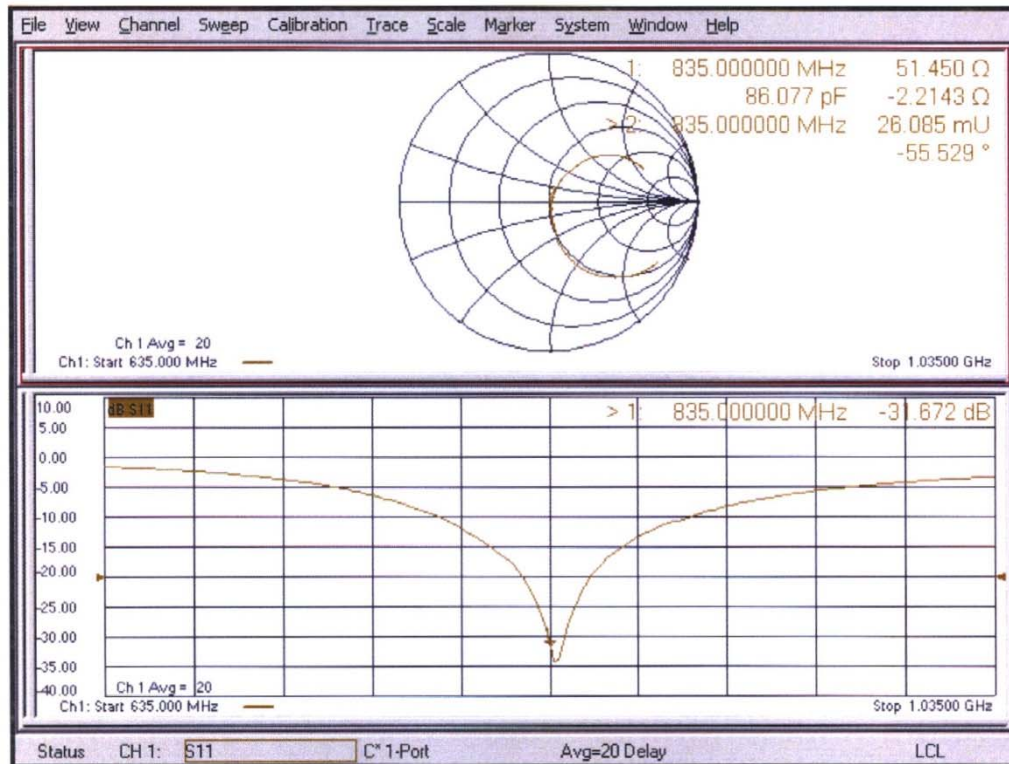 File View Channel Sweep Calibration Trace Scale Marker System Window Help
1: 835.000000 MHz 51.450 Ω
86.077 pF -2.2143 Ω
> 2: 835.000000 MHz 26.085 mU
-55.529 °
Ch 1 Avg = 20
Ch1: Start 635.000 MHz Stop 1.03500 GHz
10.00 dB S11 > 1: 835.000000 MHz -31.672 dB
5.00
0.00
-5.00
-10.00
-15.00
-20.00
-25.00
-30.00
-35.00
-40.00 Ch 1 Avg = 20
Ch1: Start 635.000 MHz Stop 1.03500 GHz
Status CH 1: S11 C* 1-Port Avg=20 Delay LCL